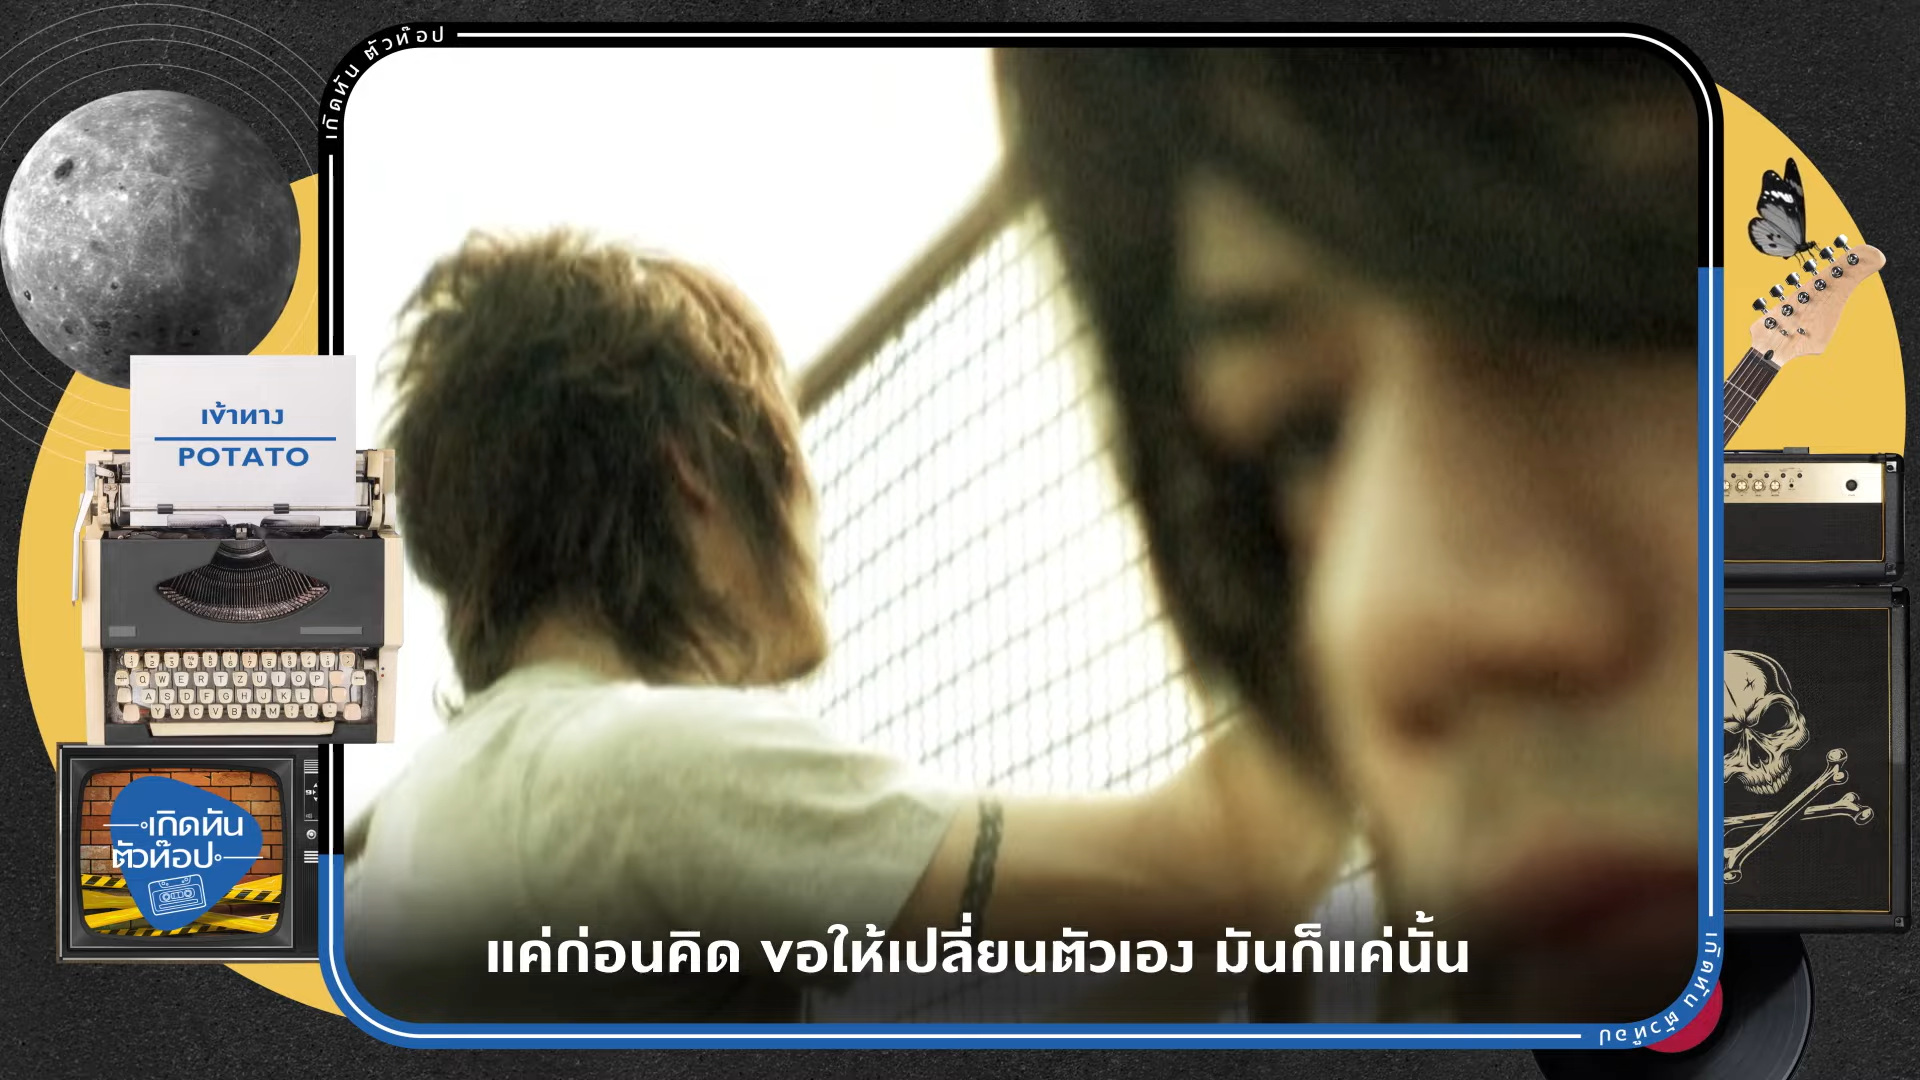 เกิดทัน ตัวท๊อป
เข้าทาง
POTATO
เกิดทัน
ตัวท๊อป
แค่ก่อนคิด ขอให้เปลี่ยนตัวเอง มันก็แค่นั้น
เกิดทัน ตัวท๊อป